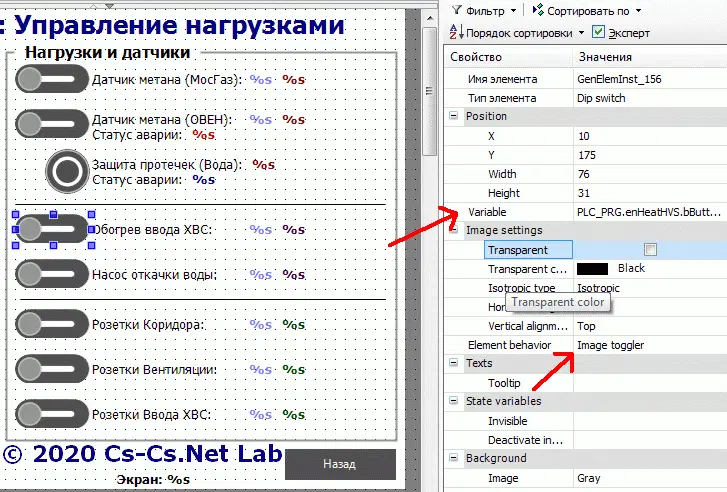 : Управление нагрузками
Нагрузки и датчики
Датчик метана (МосГаз): %s %s
Датчик метана (ОВЕН): %s %s
Статус аварии: %s
Защита протечек (Вода): %s
Статус аварии: %s
Обогрев ввода ХВС: %s %s
Насос откачки воды: %s %s
Розетки Коридора: %s %s
Розетки Вентиляции: %s %s
Розетки Ввода ХВС: %s %s
© 2020 Cs-Cs.Net Lab
Назад
Экран: %s
Фильтр
Сортировать по
Порядок сортировки
Эксперт
Свойство Значения
Имя элемента GenElemInst_156
Тип элемента Dip switch
Position
X 10
Y 175
Width 76
Height 31
Variable PLC_PRG.enHeatHVS.bButt...
Image settings
Transparent
Transparent c... Black
Isotropic type Isotropic
Transparent color
Vertical alignm... Top
Element behavior Image toggler
Texts
Tooltip
State variables
Invisible
Deactivate in...
Background
Image Gray